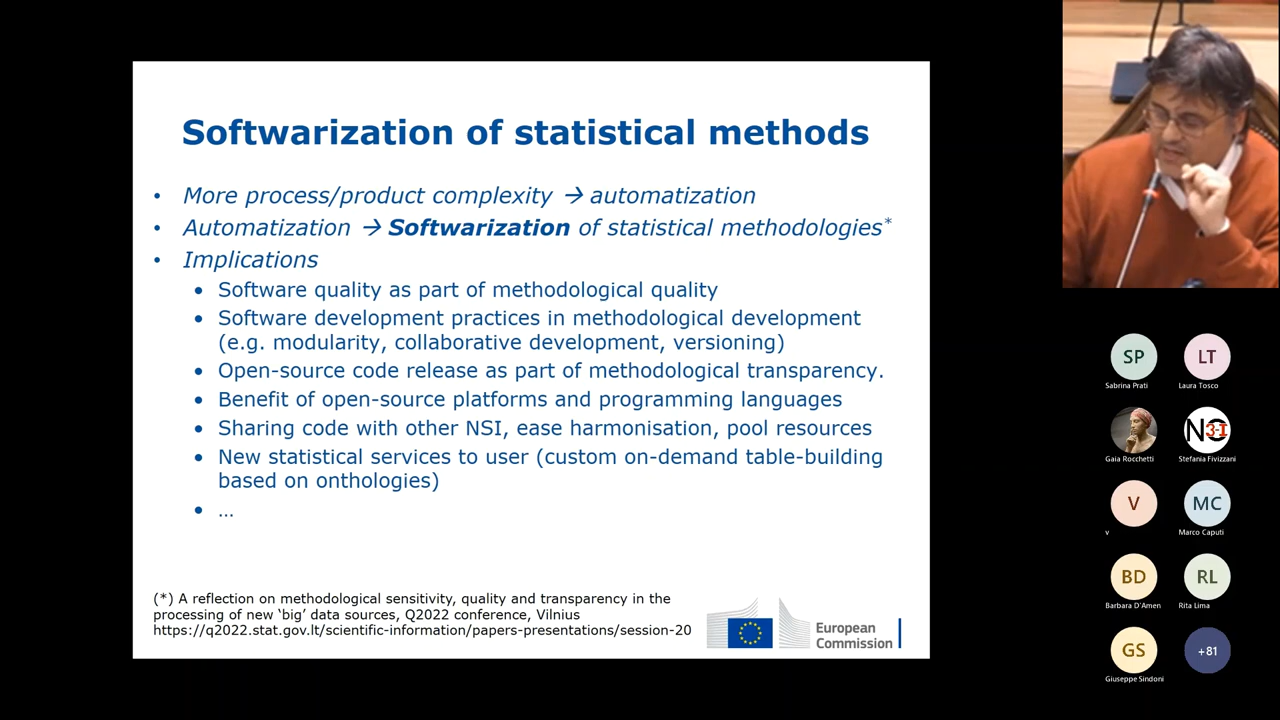 Softwarization of statistical methods
• More process/product complexity → automatization
• Automatization → Softwarization of statistical methodologies*
• Implications
• Software quality as part of methodological quality
• Software development practices in methodological development
(e.g. modularity, collaborative development, versioning)
• Open-source code release as part of methodological transparency.
• Benefit of open-source platforms and programming languages
• Sharing code with other NSI, ease harmonisation, pool resources
• New statistical services to user (custom on-demand table-building
based on onthologies)
• ...
(*) A reflection on methodological sensitivity, quality and transparency in the
processing of new ‘big’ data sources, Q2022 conference, Vilnius
https://q2022.stat.gov.lt/scientific-information/papers-presentations/session-20
European
Commission
SP
Sabrina Prati
LT
Laura Tosco
Gaia Rocchetti
N3-I
Stefania Fivizzani
V
v
MC
Marco Caputi
BD
Barbara D'Amen
RL
Rita Lima
GS
Giuseppe Sindoni
+81